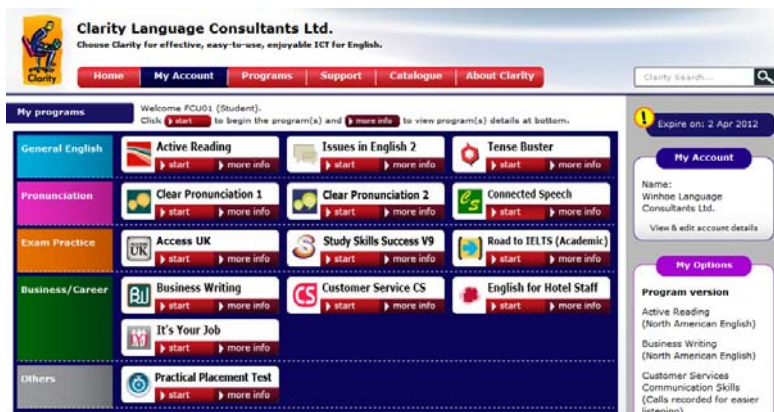 Clarity Language Consultants Ltd.
Choose Clarity for effective, easy-to-use, enjoyable ICT for English.
Clarity
Home
My Account
Programs
Support
Catalogue
About Clarity
Clarity Search...
My programs
Welcome FCU01 (Student).
Click start to begin the program(s) and more info to view program(s) details at bottom.
General English
Active Reading
start more info
Issues in English 2
start more info
Tense Buster
start more info
Pronunciation
Clear Pronunciation 1
start more info
Clear Pronunciation 2
start more info
CS
Connected Speech
start more info
Exam Practice
UK
Access UK
start more info
S
Study Skills Success V9
start more info
Road to IELTS (Academic)
start more info
Business/Career
Business Writing
start more info
CS
Customer Service CS
start more info
English for Hotel Staff
start more info
IYJ
It's Your Job
start more info
Others
Practical Placement Test
start more info
Expire on: 2 Apr 2012
My Account
Name:
Winhoe Language
Consultants Ltd.
View & edit account details
My Options
Program version
Active Reading
(North American English)
Business Writing
(North American English)
Customer Services
Communication Skills
(Calls recorded for easier
listening)